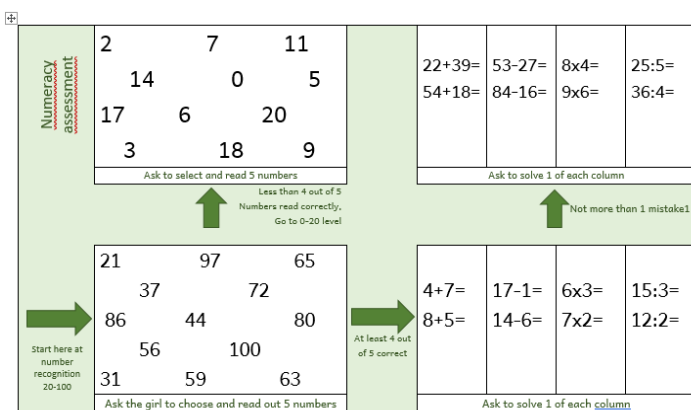 Numeracy
assessment
2 7 11
14 0 5
17 6 20
3 18 9
Ask to select and read 5 numbers
22+39= 53-27= 8x4= 25:5=
54+18= 84-16= 9x6= 36:4=
Ask to solve 1 of each column
Less than 4 out of 5
Numbers read correctly,
Go to 0-20 level
Not more than 1 mistake1
Start here at
number
recognition
20-100
21 97 65
37 72
86 44 80
56 100
31 59 63
Ask the girl to choose and read out 5 numbers
At least 4 out
of 5 correct
4+7= 17-1= 6x3= 15:3=
8+5= 14-6= 7x2= 12:2=
Ask to solve 1 of each column